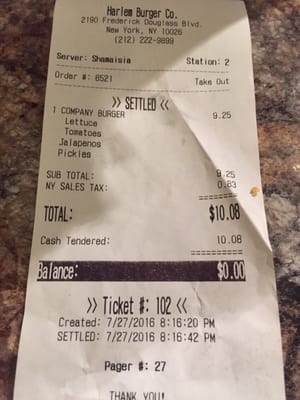 Harlem Burger Co.
2190 Frederick Douglass Blvd.
New York, NY 10026
(212) 222-9899
Server: Shamaisia Station: 2
Order #: 6521 Take Out
>> SETTLED <<
1 COMPANY BURGER 9.25
Lettuce
Tomatoes
Jalapenos
Pickles
SUB TOTAL: 9.25
NY SALES TAX: 0.83
TOTAL: $10.08
Cash Tendered: 10.08
Balance: $0.00
>> Ticket #: 102 <<
Created: 7/27/2016 8:16:20 PM
SETTLED: 7/27/2016 8:16:42 PM
Pager #: 27
THANK YOU!